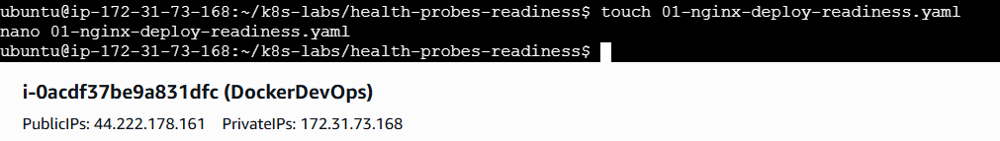 ubuntu@ip-172-31-73-168:~/k8s-labs/health-probes-readiness$ touch 01-nginx-deploy-readiness.yaml
nano 01-nginx-deploy-readiness.yaml
ubuntu@ip-172-31-73-168:~/k8s-labs/health-probes-readiness$
i-0acdf37be9a831dfc (DockerDevOps)
PublicIPs: 44.222.178.161 PrivateIPs: 172.31.73.168